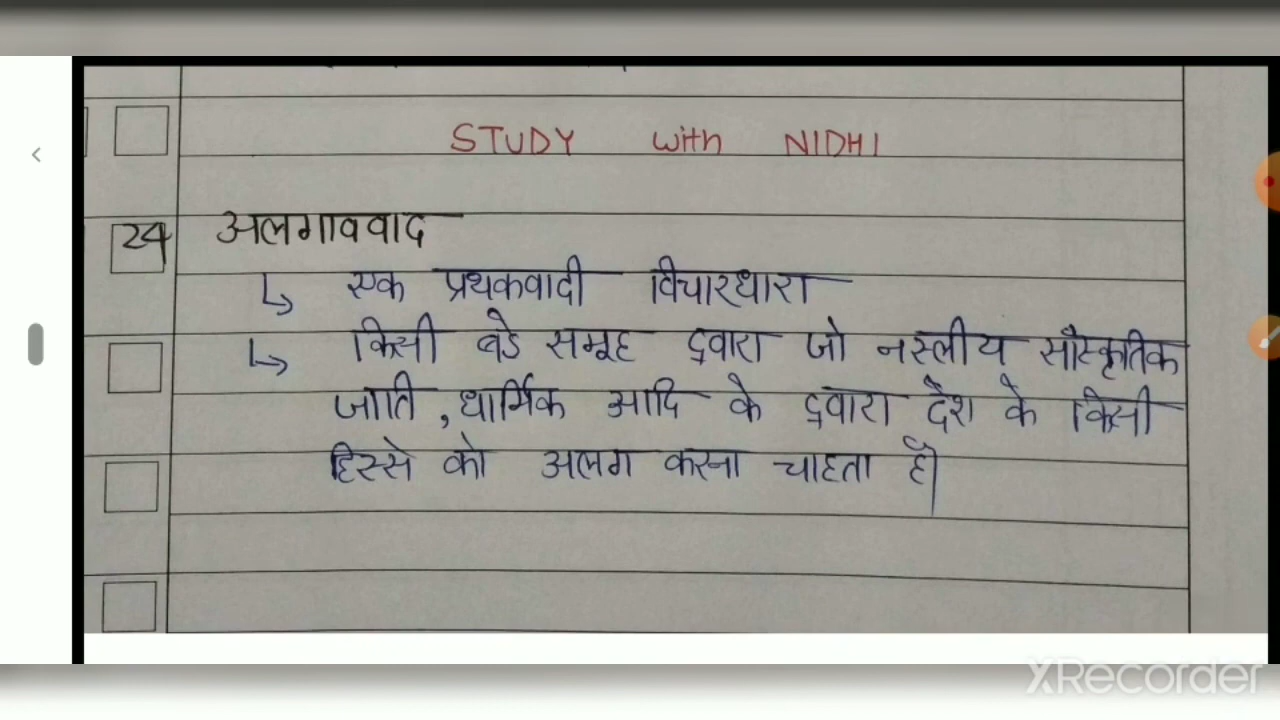 STUDY with NIDHI
24 अलगाववाद
↳ एक प्रथकवादी विचारधारा
↳ किसी बडे समूह द्वारा जो नस्लीय साँस्कृतिक
जाति, धार्मिक आदि के द्वारा देश के किसी
हिस्से को अलग करना चाहता है।
XRecorder